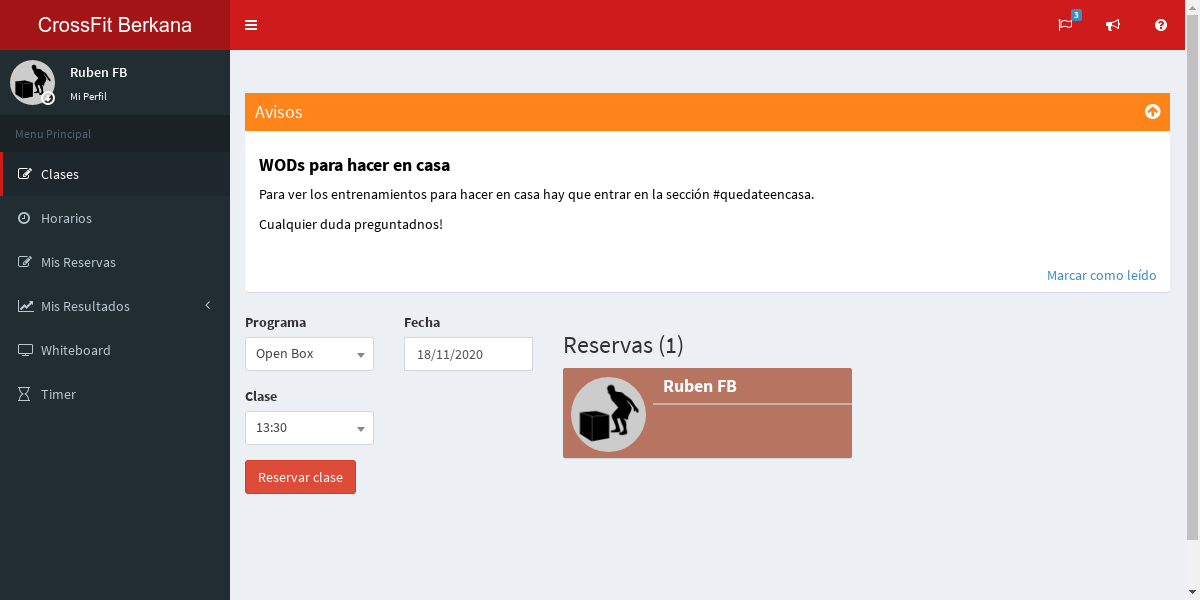 CrossFit Berkana
3
Ruben FB
Mi Perfil
Menu Principal
Clases
Horarios
Mis Reservas
Mis Resultados
Whiteboard
Timer
Avisos
WODs para hacer en casa
Para ver los entrenamientos para hacer en casa hay que entrar en la sección #quedateencasa.
Cualquier duda preguntadnos!
Marcar como leído
Programa
Open Box
Fecha
18/11/2020
Clase
13:30
Reservar clase
Reservas (1)
Ruben FB